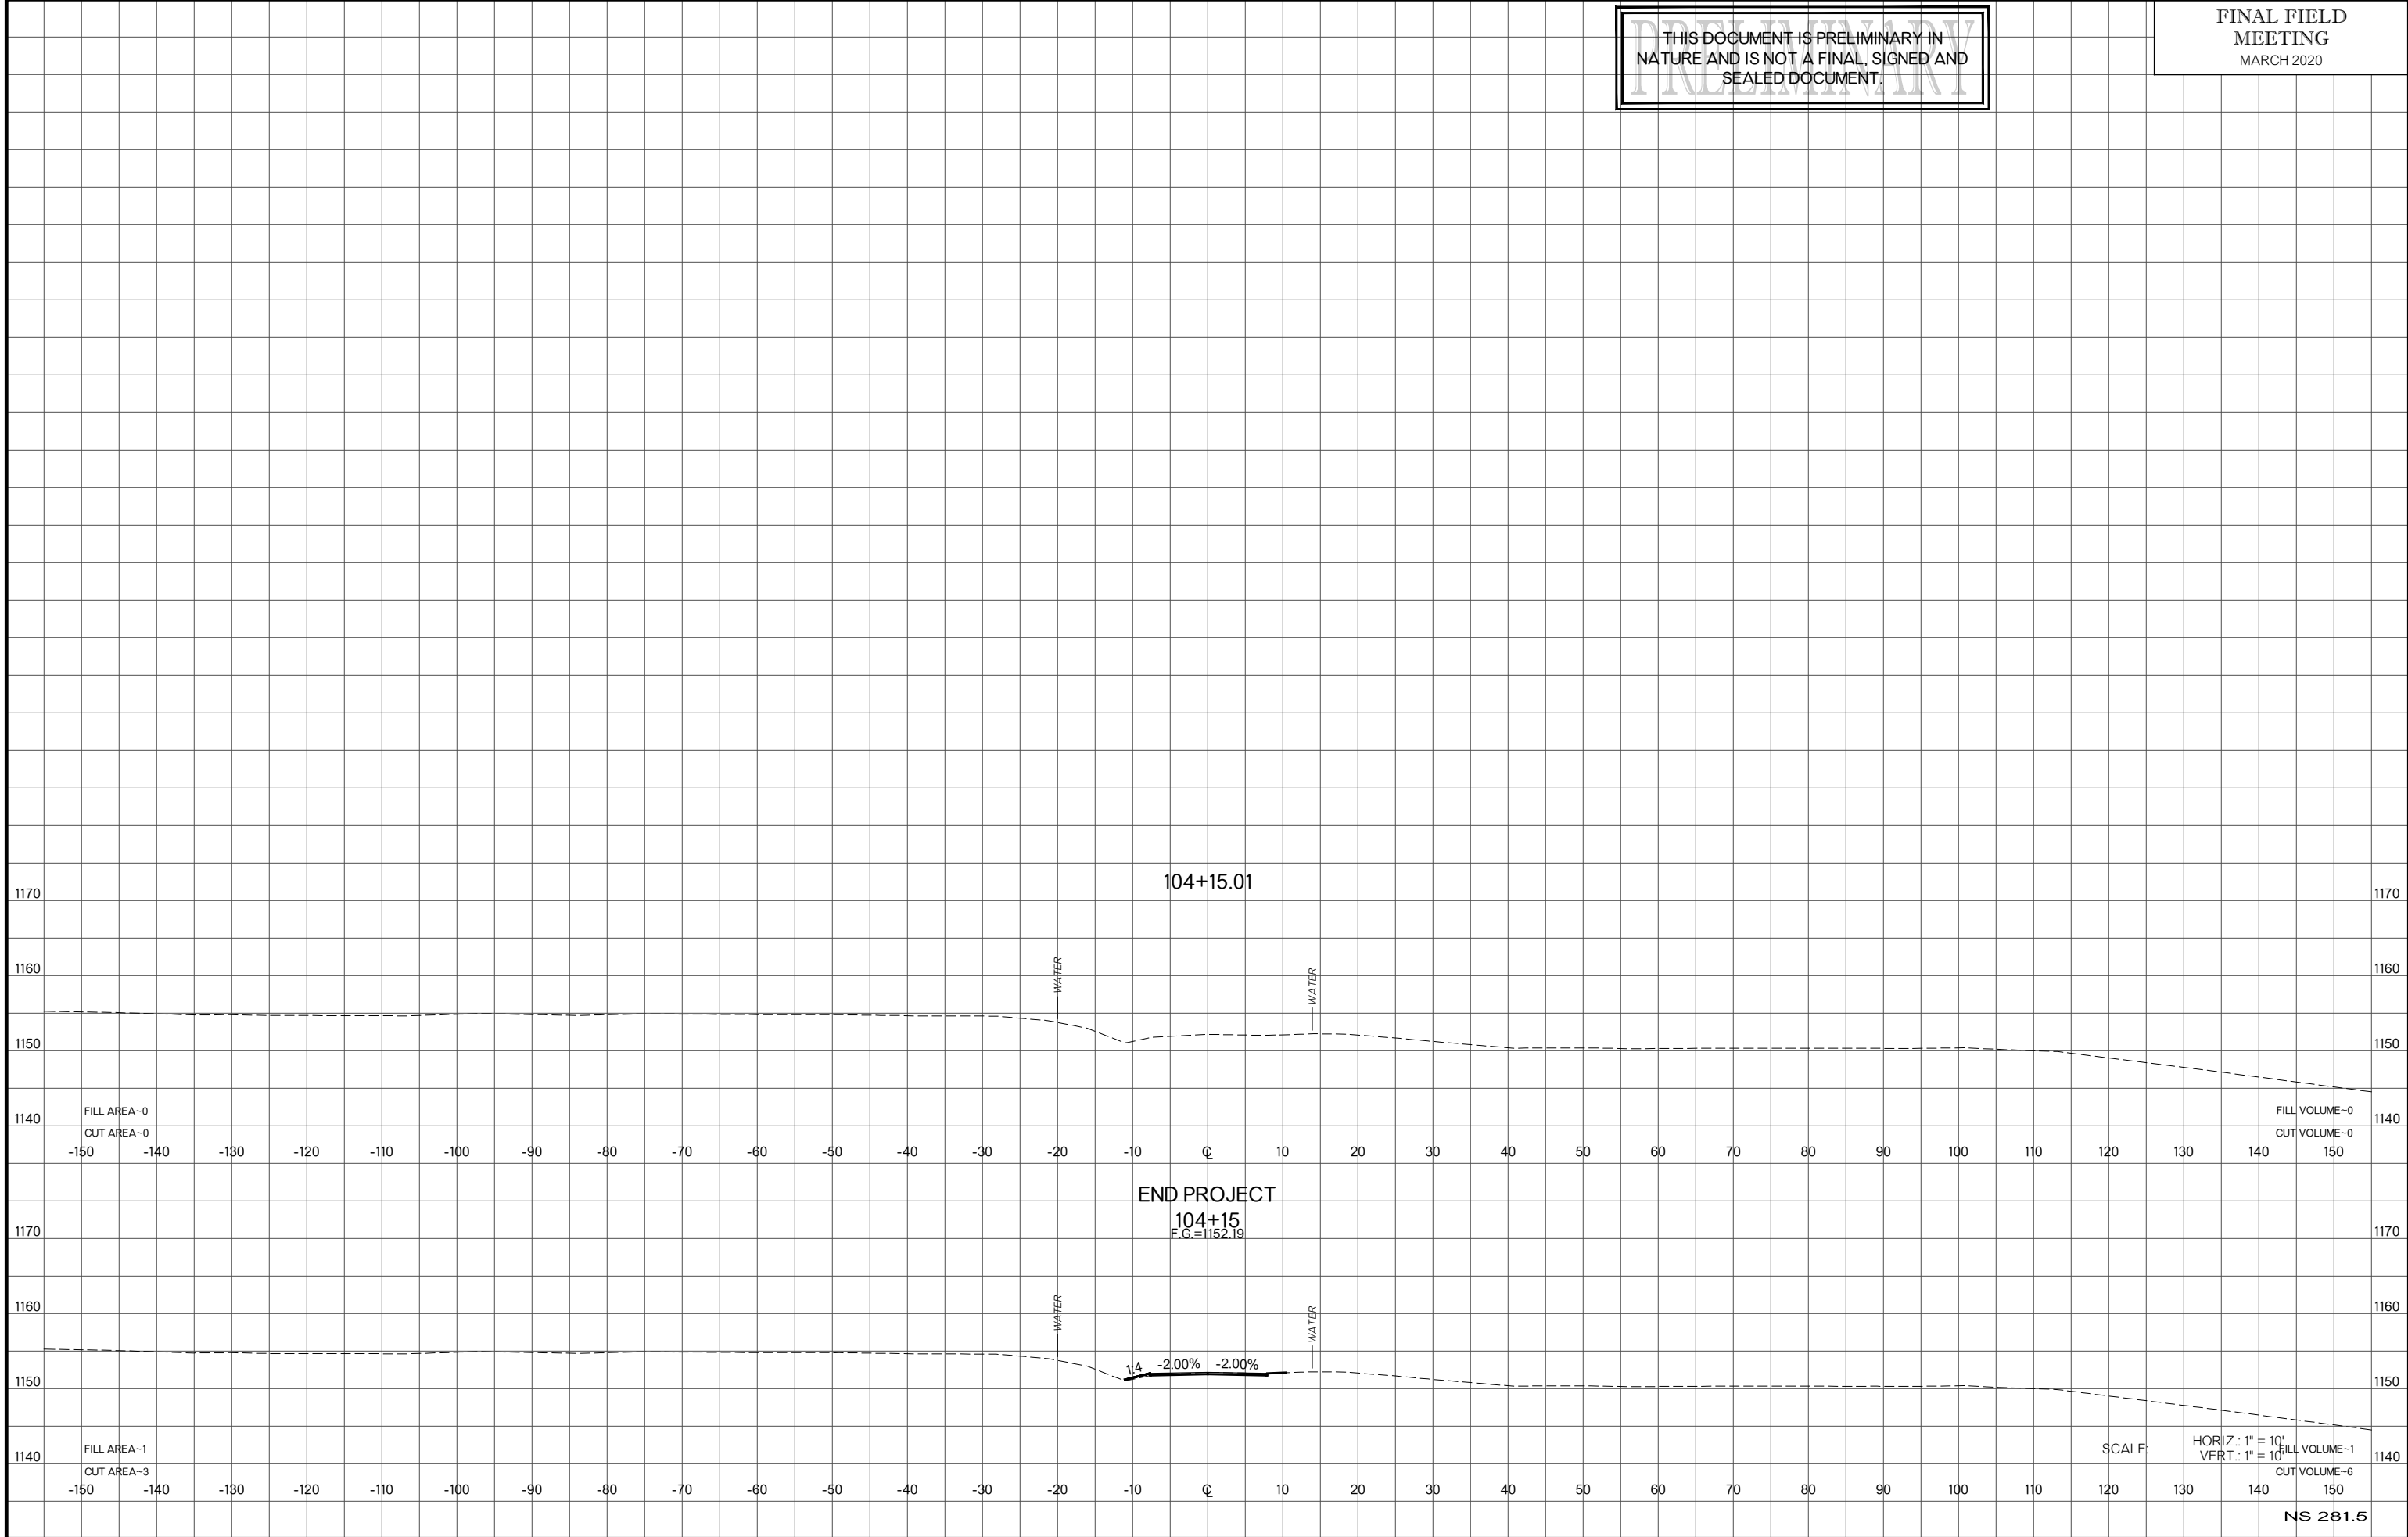 PRELIMINARY
THIS DOCUMENT IS PRELIMINARY IN
NATURE AND IS NOT A FINAL, SIGNED AND
SEALED DOCUMENT.
FINAL FIELD
MEETING
MARCH 2020
104+15.01
1170 1170
1160 1160
WATER WATER
1150 1150
FILL AREA~0 FILL VOLUME~0
1140 1140
CUT AREA~0 CUT VOLUME~0
-150 -140 -130 -120 -110 -100 -90 -80 -70 -60 -50 -40 -30 -20 -10 ℄ 10 20 30 40 50 60 70 80 90 100 110 120 130 140 150
END PROJECT
104+15
F.G.=1152.19
1170 1170
1160 1160
WATER WATER
1:4 -2.00% -2.00%
1150 1150
FILL AREA~1 SCALE: HORIZ.: 1" = 10' FILL VOLUME~1
1140 VERT.: 1" = 10' 1140
CUT AREA~3 CUT VOLUME~6
-150 -140 -130 -120 -110 -100 -90 -80 -70 -60 -50 -40 -30 -20 -10 ℄ 10 20 30 40 50 60 70 80 90 100 110 120 130 140 150
NS 281.5